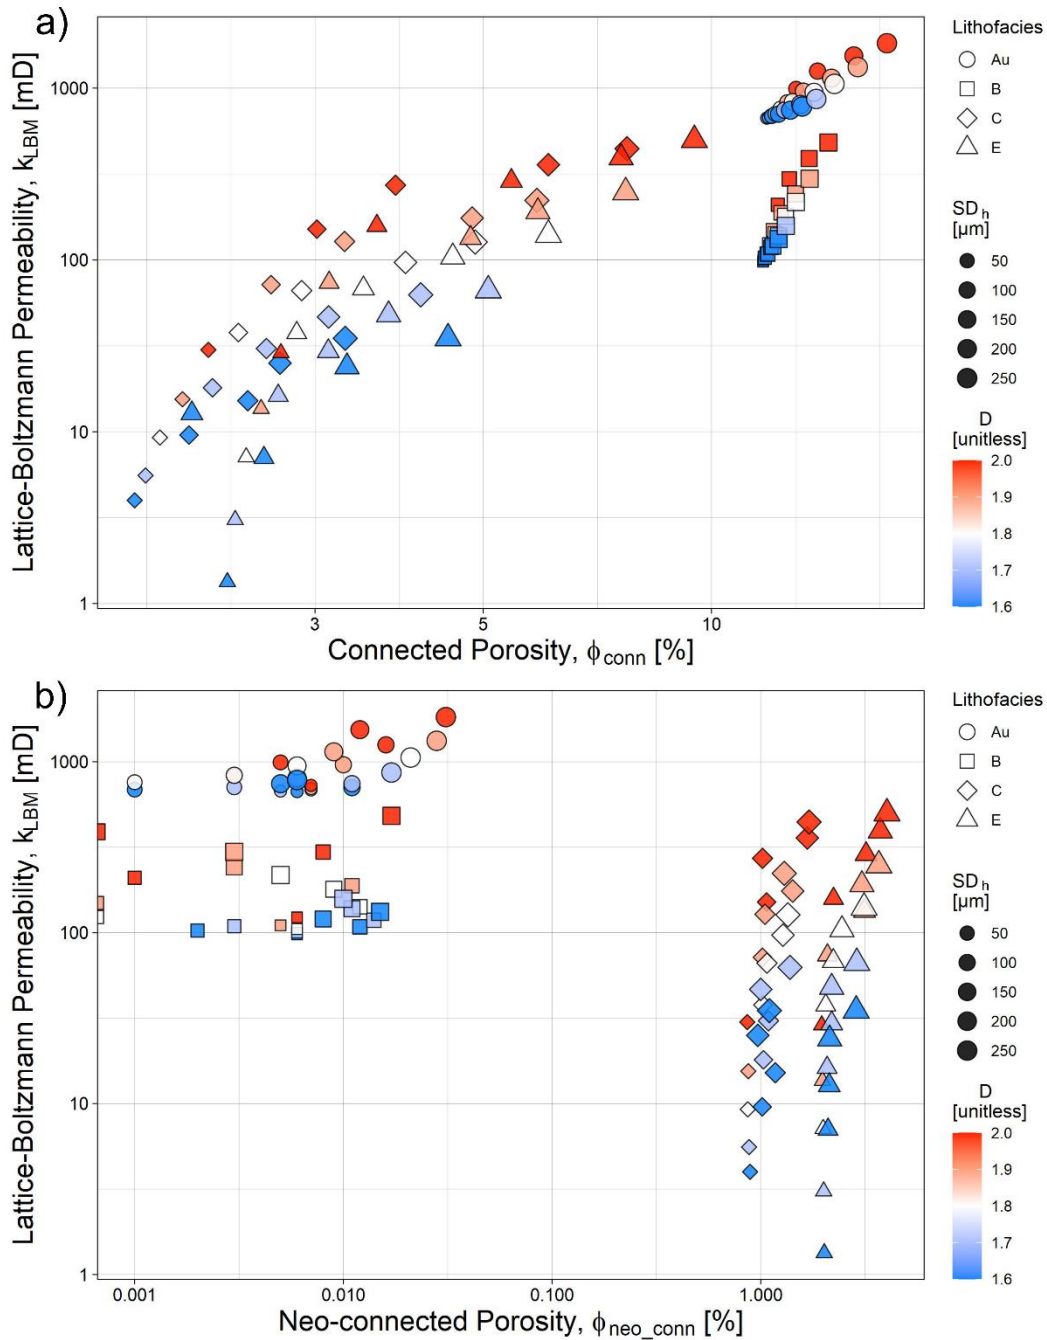 a)
Lattice-Boltzmann Permeability, kLBM [mD]
1000
100
10
1
3
5
10
Connected Porosity, ϕconn [%]
Lithofacies
Au
B
C
E
SDh
[µm]
50
100
150
200
250
D
[unitless]
2.0
1.9
1.8
1.7
1.6
b)
Lattice-Boltzmann Permeability, kLBM [mD]
1000
100
10
1
0.001
0.010
0.100
1.000
Neo-connected Porosity, ϕneo_conn [%]
Lithofacies
Au
B
C
E
SDh
[µm]
50
100
150
200
250
D
[unitless]
2.0
1.9
1.8
1.7
1.6